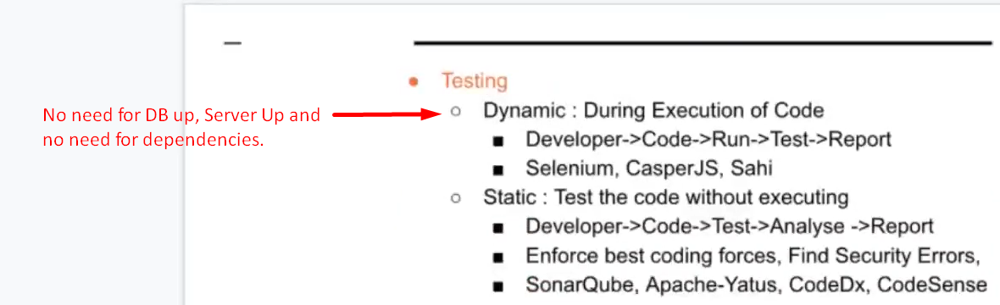 Testing
No need for DB up, Server Up and
no need for dependencies.
Dynamic : During Execution of Code
Developer->Code->Run->Test->Report
Selenium, CasperJS, Sahi
Static : Test the code without executing
Developer->Code->Test->Analyse ->Report
Enforce best coding forces, Find Security Errors,
SonarQube, Apache-Yatus, CodeDx, CodeSense